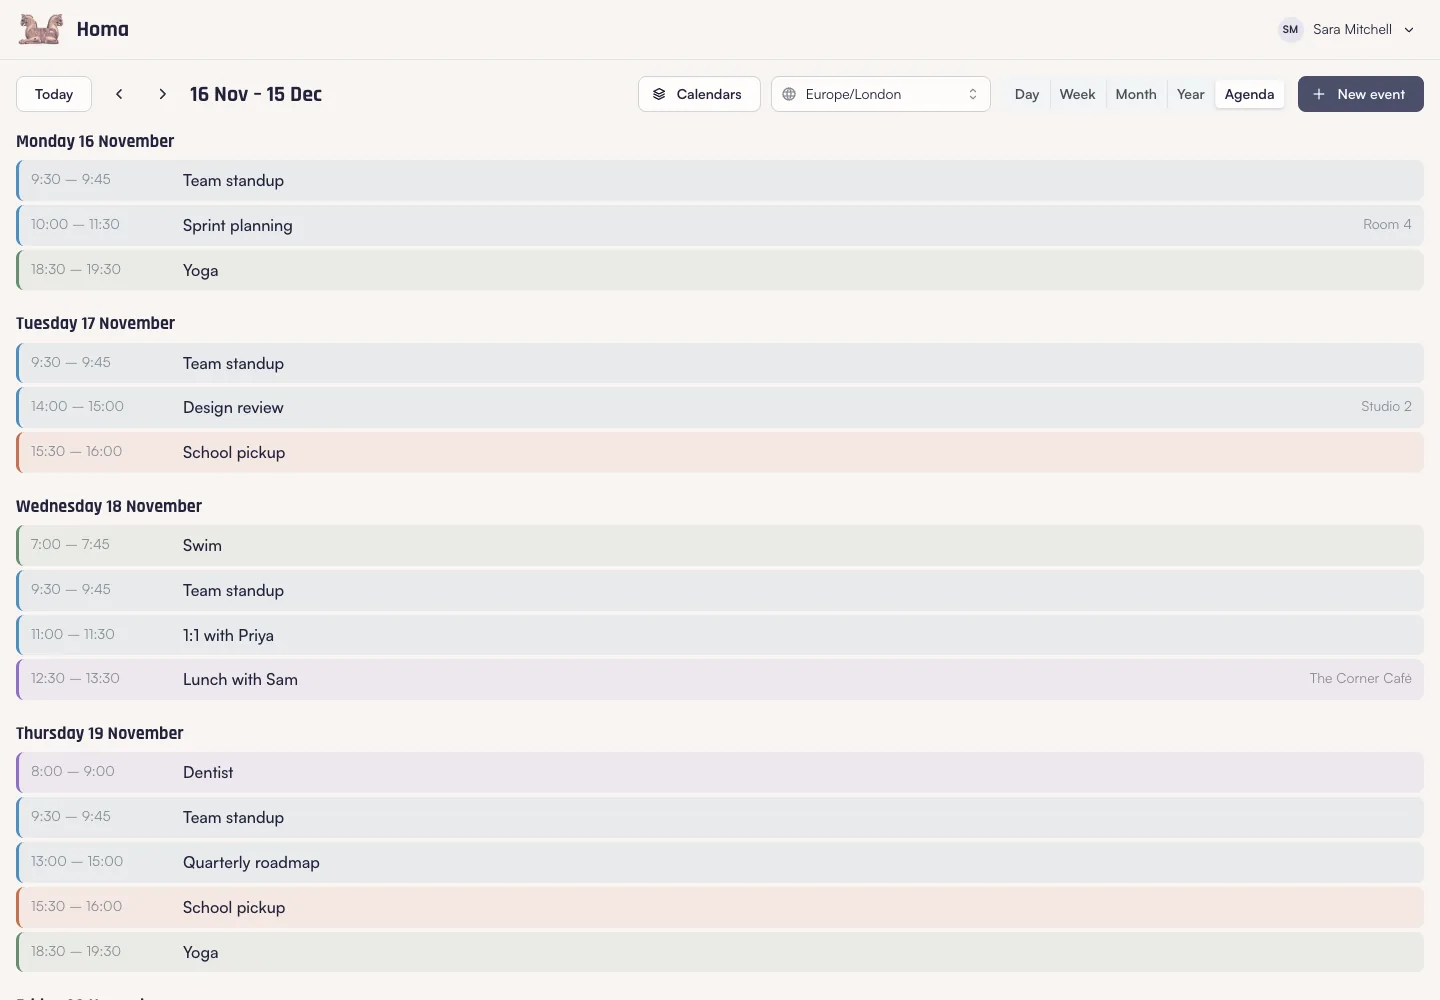 Homa
SM Sara Mitchell
Today 16 Nov - 15 Dec Calendars Europe/London Day Week Month Year Agenda New event
Monday 16 November
9:30 — 9:45 Team standup
10:00 — 11:30 Sprint planning Room 4
18:30 — 19:30 Yoga
Tuesday 17 November
9:30 — 9:45 Team standup
14:00 — 15:00 Design review Studio 2
15:30 — 16:00 School pickup
Wednesday 18 November
7:00 — 7:45 Swim
9:30 — 9:45 Team standup
11:00 — 11:30 1:1 with Priya
12:30 — 13:30 Lunch with Sam The Corner Café
Thursday 19 November
8:00 — 9:00 Dentist
9:30 — 9:45 Team standup
13:00 — 15:00 Quarterly roadmap
15:30 — 16:00 School pickup
18:30 — 19:30 Yoga